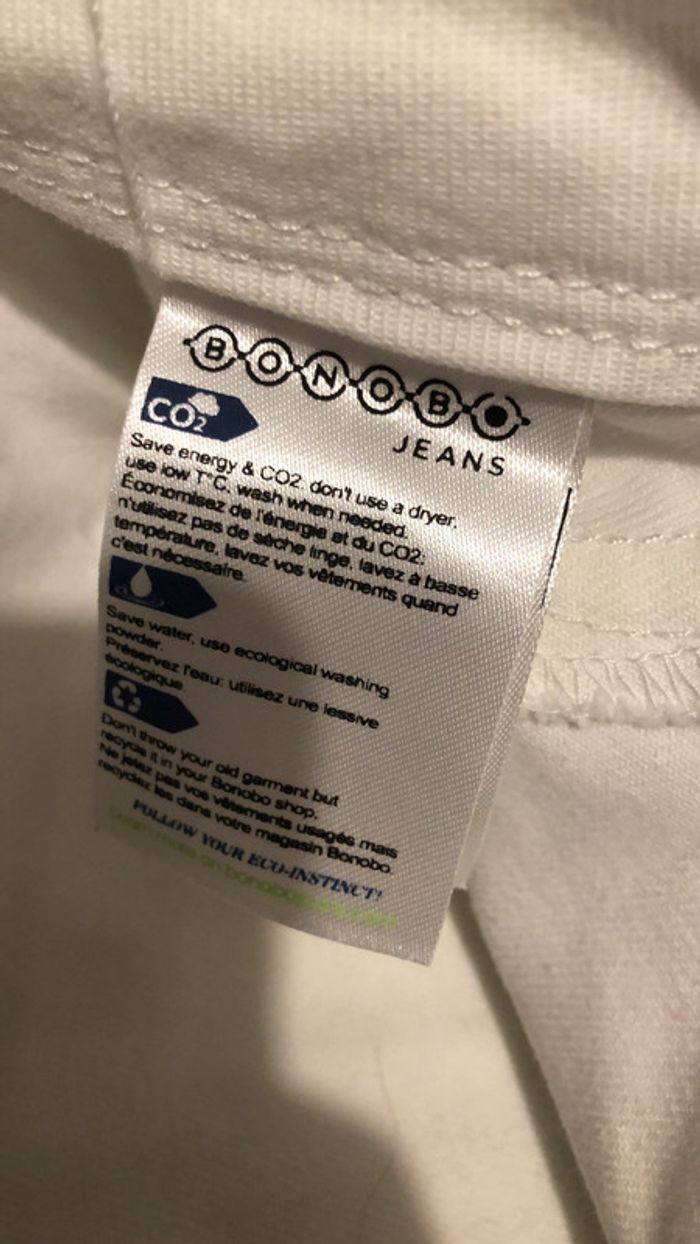 BONOBO
JEANS
CO2
Save energy & CO2: don't use a dryer,
use low T°C, wash when needed.
Économisez de l'énergie et du CO2:
n'utilisez pas de sèche linge, lavez à basse
température, lavez vos vêtements quand
c'est nécessaire.
Save water, use ecological washing
powder.
Préservez l'eau: utilisez une lessive
écologique
Don't throw your old garment but
recycle it in your Bonobo shop.
Ne jetez pas vos vêtements usagés mais
recyclez les dans votre magasin Bonobo.
FOLLOW YOUR ECO-INSTINCT!
Learn more on